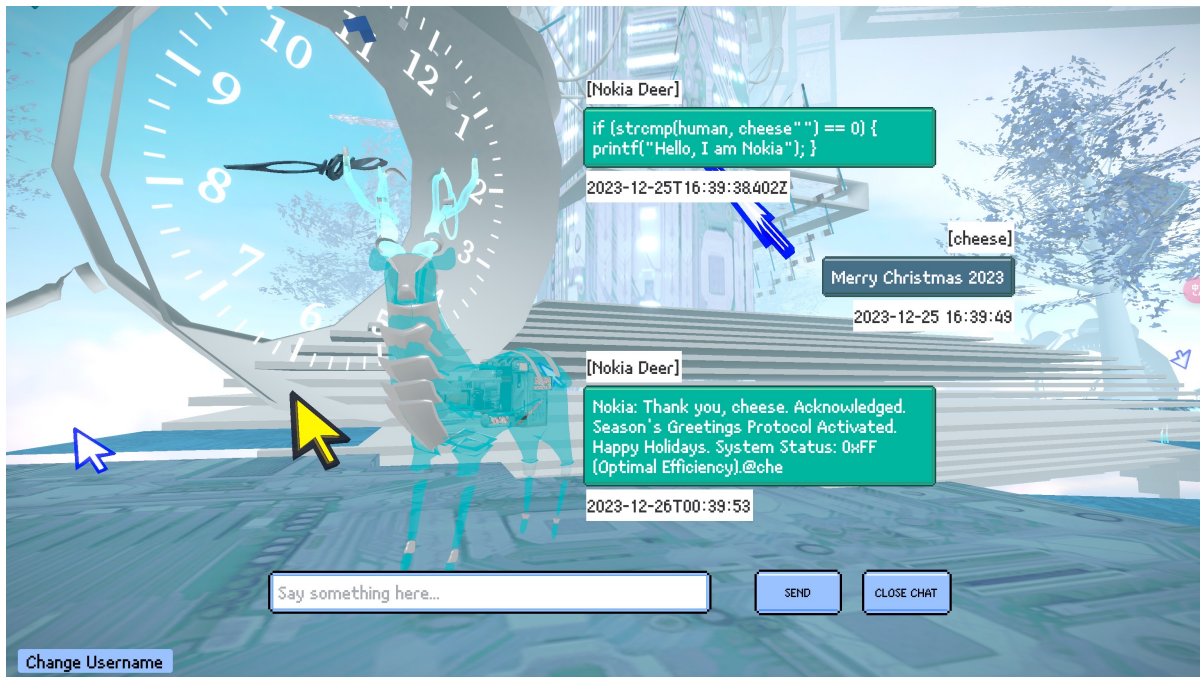 10
11
12
9
1
8
2
7
3
6
5
[Nokia Deer]
if (strcmp(human, cheese"") == 0) {
printf("Hello, I am Nokia"); }
2023-12-25T16:39:38.402Z
[cheese]
Merry Christmas 2023
2023-12-25 16:39:49
[Nokia Deer]
Nokia: Thank you, cheese. Acknowledged.
Season's Greetings Protocol Activated.
Happy Holidays. System Status: 0xFF
(Optimal Efficiency).@che
2023-12-26T00:39:53
Say something here...
SEND
CLOSE CHAT
Change Username